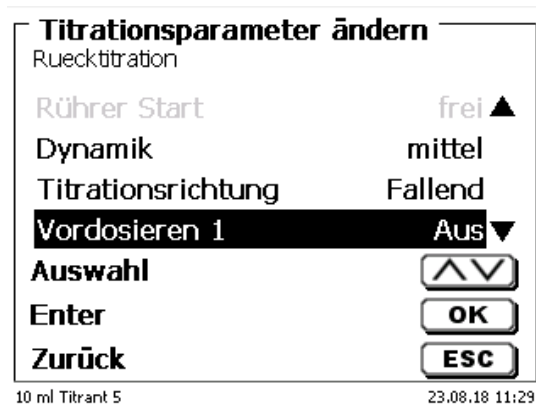 Titrationsparameter āndern
Ruecktitration
Rührer Start frei
Dynamik mittel
Titrationsrichtung Fallend
Vordosieren 1 Aus
Auswahl
Enter OK
Zurück ESC
10 ml Titrant 5 23.08.18 11:29